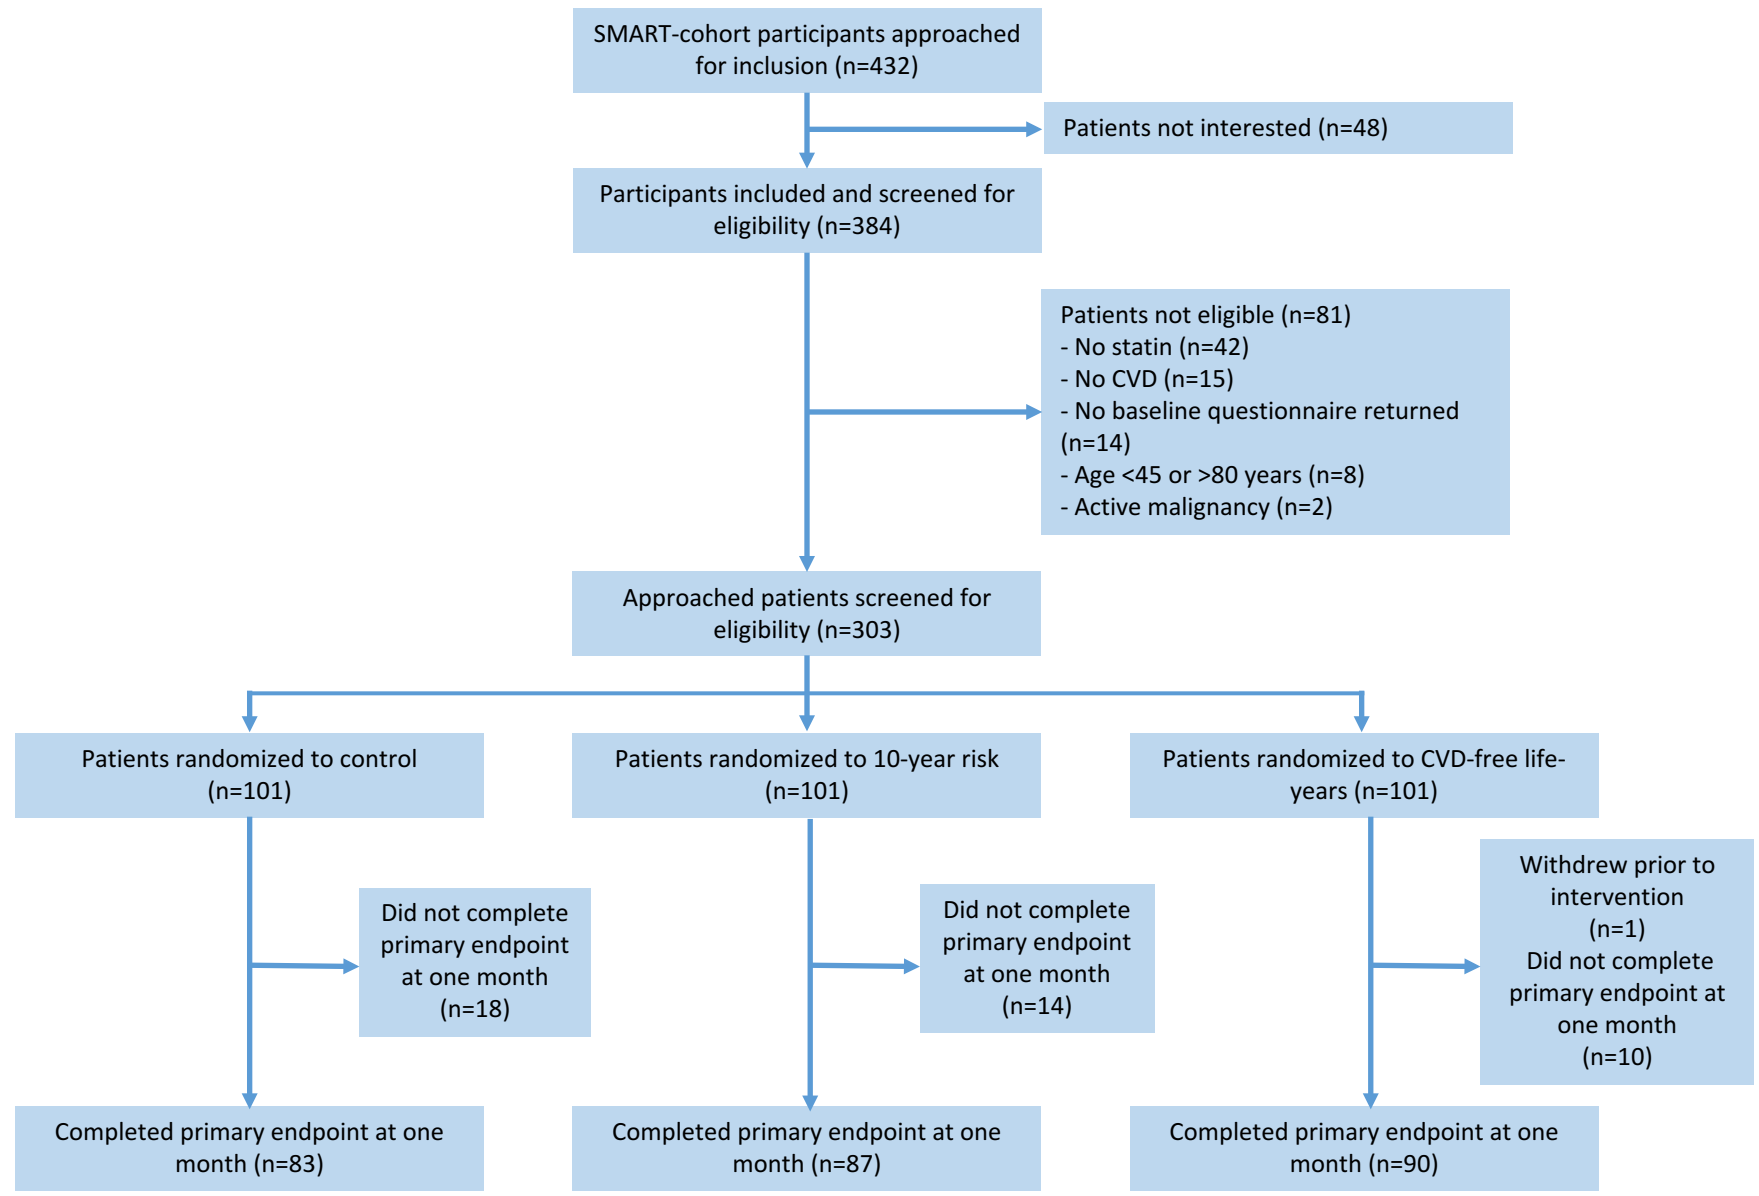 SMART-cohort participants approached
for inclusion (n=432)
Patients not interested (n=48)
Participants included and screened for
eligibility (n=384)
Patients not eligible (n=81)
- No statin (n=42)
- No CVD (n=15)
- No baseline questionnaire returned
(n=14)
- Age <45 or >80 years (n=8)
- Active malignancy (n=2)
Approached patients screened for
eligibility (n=303)
Patients randomized to control
(n=101)
Patients randomized to 10-year risk
(n=101)
Patients randomized to CVD-free life-
years (n=101)
Did not complete
primary endpoint
at one month
(n=18)
Did not complete
primary endpoint
at one month
(n=14)
Withdrew prior to
intervention
(n=1)
Did not complete
primary endpoint at
one month
(n=10)
Completed primary endpoint at one
month (n=83)
Completed primary endpoint at one
month (n=87)
Completed primary endpoint at one
month (n=90)